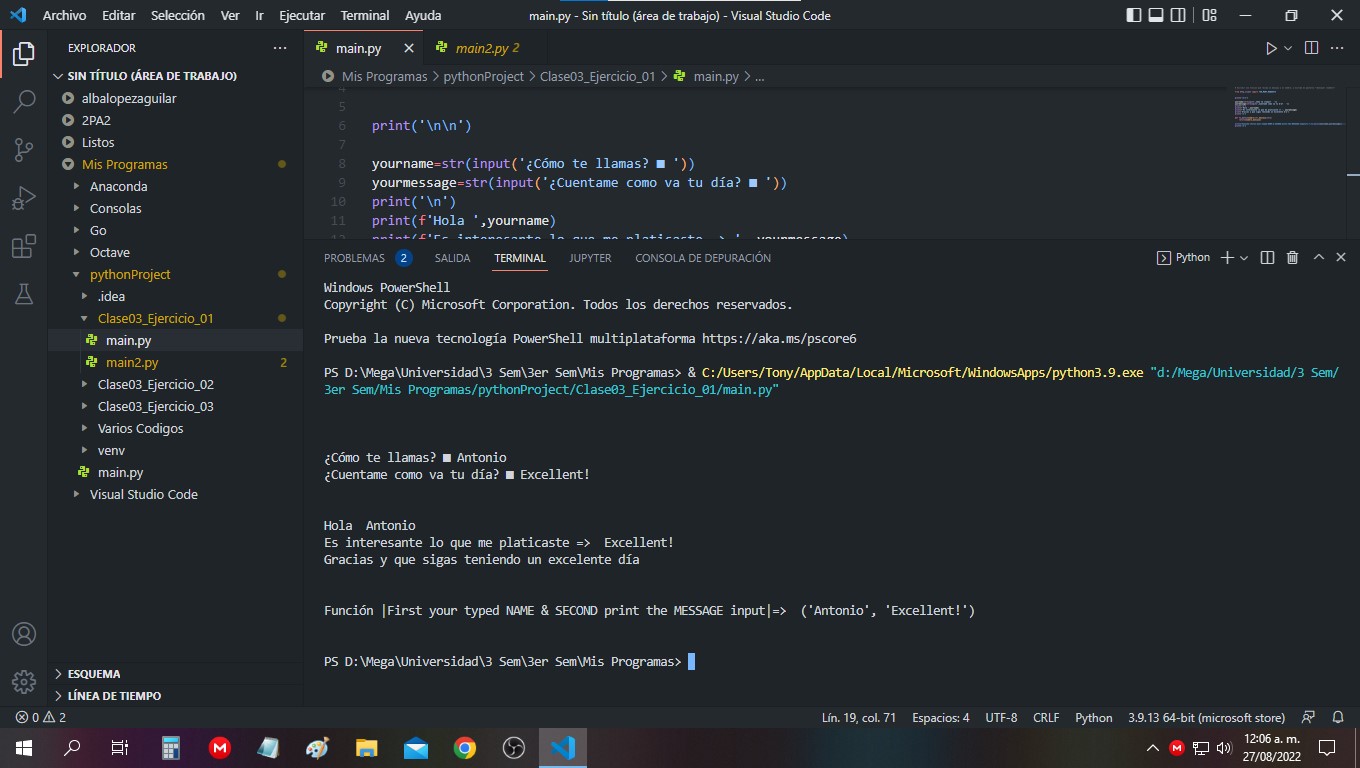 Archivo Editar Selección Ver Ir Ejecutar Terminal Ayuda
main.py - Sin título (área de trabajo) - Visual Studio Code
EXPLORADOR
SIN TÍTULO (ÁREA DE TRABAJO)
albalopezaguilar
2PA2
Listos
Mis Programas
Anaconda
Consolas
Go
Octave
pythonProject
.idea
Clase03_Ejercicio_01
main.py
main2.py 2
Clase03_Ejercicio_02
Clase03_Ejercicio_03
Varios Codigos
venv
main.py
Visual Studio Code
ESQUEMA
LÍNEA DE TIEMPO
main.py
main2.py 2
Mis Programas > pythonProject > Clase03_Ejercicio_01 > main.py > ...
4
5
6 print('\n\n')
7
8 yourname=str(input('¿Cómo te llamas? ■ '))
9 yourmessage=str(input('¿Cuentame como va tu día? ■ '))
10 print('\n')
11 print(f'Hola ',yourname)
12 print(f'Es interesante lo que me platicaste => ', yourmessage)
PROBLEMAS 2 SALIDA TERMINAL JUPYTER CONSOLA DE DEPURACIÓN
Python
Windows PowerShell
Copyright (C) Microsoft Corporation. Todos los derechos reservados.
Prueba la nueva tecnología PowerShell multiplataforma https://aka.ms/pscore6
PS D:\Mega\Universidad\3 Sem\3er Sem\Mis Programas> & C:/Users/Tony/AppData/Local/Microsoft/WindowsApps/python3.9.exe "d:/Mega/Universidad/3 Sem/
3er Sem/Mis Programas/pythonProject/Clase03_Ejercicio_01/main.py"
¿Cómo te llamas? ■ Antonio
¿Cuentame como va tu día? ■ Excellent!
Hola  Antonio
Es interesante lo que me platicaste =>  Excellent!
Gracias y que sigas teniendo un excelente día
Función |First your typed NAME & SECOND print the MESSAGE input|=>  ('Antonio', 'Excellent!')
PS D:\Mega\Universidad\3 Sem\3er Sem\Mis Programas>
0 2
Lín. 19, col. 71 Espacios: 4 UTF-8 CRLF Python 3.9.13 64-bit (microsoft store)
12:06 a. m.
27/08/2022